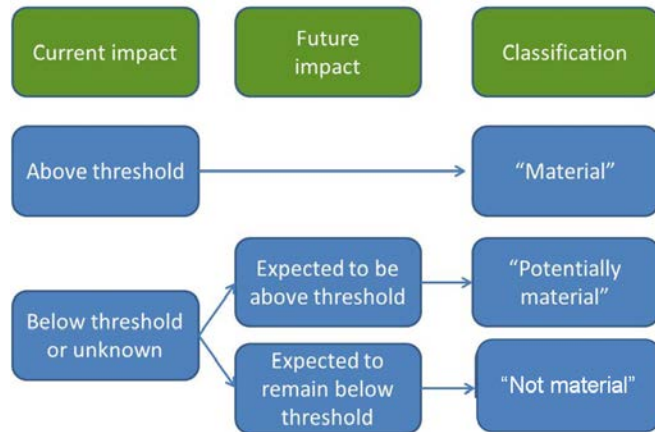 Current impact
Future
impact
Classification
Above threshold
“Material”
Below threshold
or unknown
Expected to be
above threshold
“Potentially
material”
Expected to
remain below
threshold
“Not material”